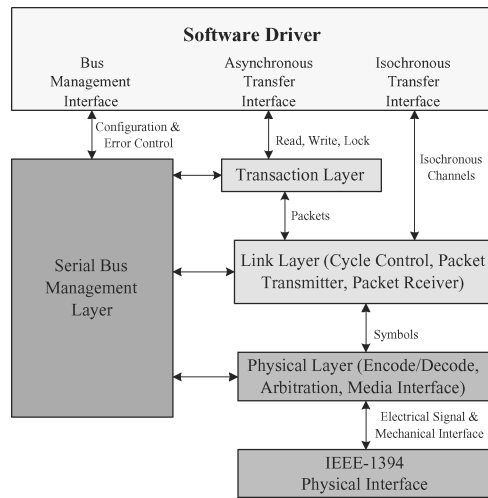 Software Driver
Bus
Management
Interface
Asynchronous
Transfer
Interface
Isochronous
Transfer
Interface
Configuration &
Error Control
Read, Write, Lock
Isochronous
Channels
Transaction Layer
Packets
Serial Bus
Management
Layer
Link Layer (Cycle Control, Packet
Transmitter, Packet Rceiver)
Symbols
Physical Layer (Encode/Decode,
Arbitration, Media Interface)
Electrical Signal &
Mechanical Interface
IEEE-1394
Physical Interface